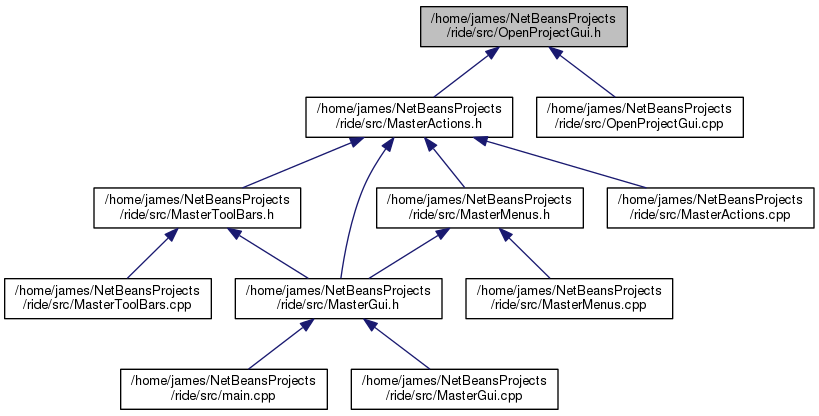 /home/james/NetBeansProjects
/ride/src/OpenProjectGui.h
/home/james/NetBeansProjects
/ride/src/MasterActions.h
/home/james/NetBeansProjects
/ride/src/OpenProjectGui.cpp
/home/james/NetBeansProjects
/ride/src/MasterToolBars.h
/home/james/NetBeansProjects
/ride/src/MasterMenus.h
/home/james/NetBeansProjects
/ride/src/MasterActions.cpp
/home/james/NetBeansProjects
/ride/src/MasterToolBars.cpp
/home/james/NetBeansProjects
/ride/src/MasterGui.h
/home/james/NetBeansProjects
/ride/src/MasterMenus.cpp
/home/james/NetBeansProjects
/ride/src/main.cpp
/home/james/NetBeansProjects
/ride/src/MasterGui.cpp